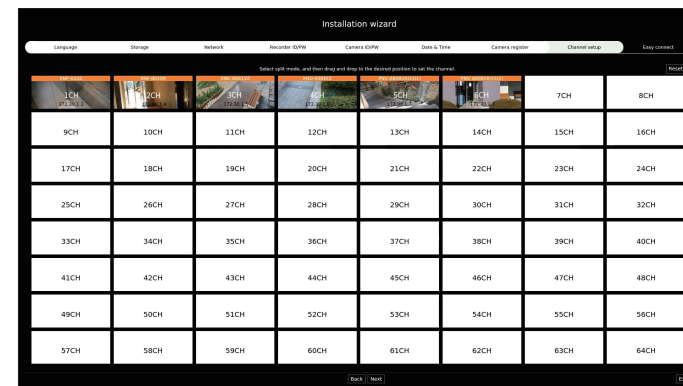 Installation wizard
Language Storage Network Recorder ID/PW Camera ID/PW Date & Time Camera register Channel setup Easy connect
Select split mode, and then drag and drop to the desired position to set the channel.
Reset
1CH 2CH 3CH 4CH 5CH 6CH 7CH 8CH
9CH 10CH 11CH 12CH 13CH 14CH 15CH 16CH
17CH 18CH 19CH 20CH 21CH 22CH 23CH 24CH
25CH 26CH 27CH 28CH 29CH 30CH 31CH 32CH
33CH 34CH 35CH 36CH 37CH 38CH 39CH 40CH
41CH 42CH 43CH 44CH 45CH 46CH 47CH 48CH
49CH 50CH 51CH 52CH 53CH 54CH 55CH 56CH
57CH 58CH 59CH 60CH 61CH 62CH 63CH 64CH
Back Next